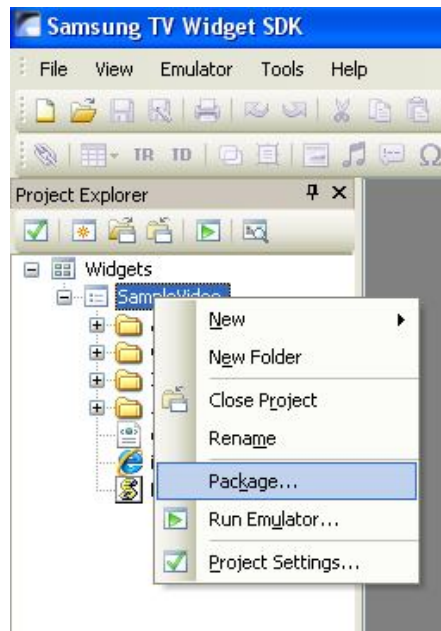 Samsung TV Widget SDK
File View Emulator Tools Help
TR TD
Project Explorer
Widgets
SampleVideo
New
New Folder
Close Project
Rename
Package...
Run Emulator...
Project Settings...